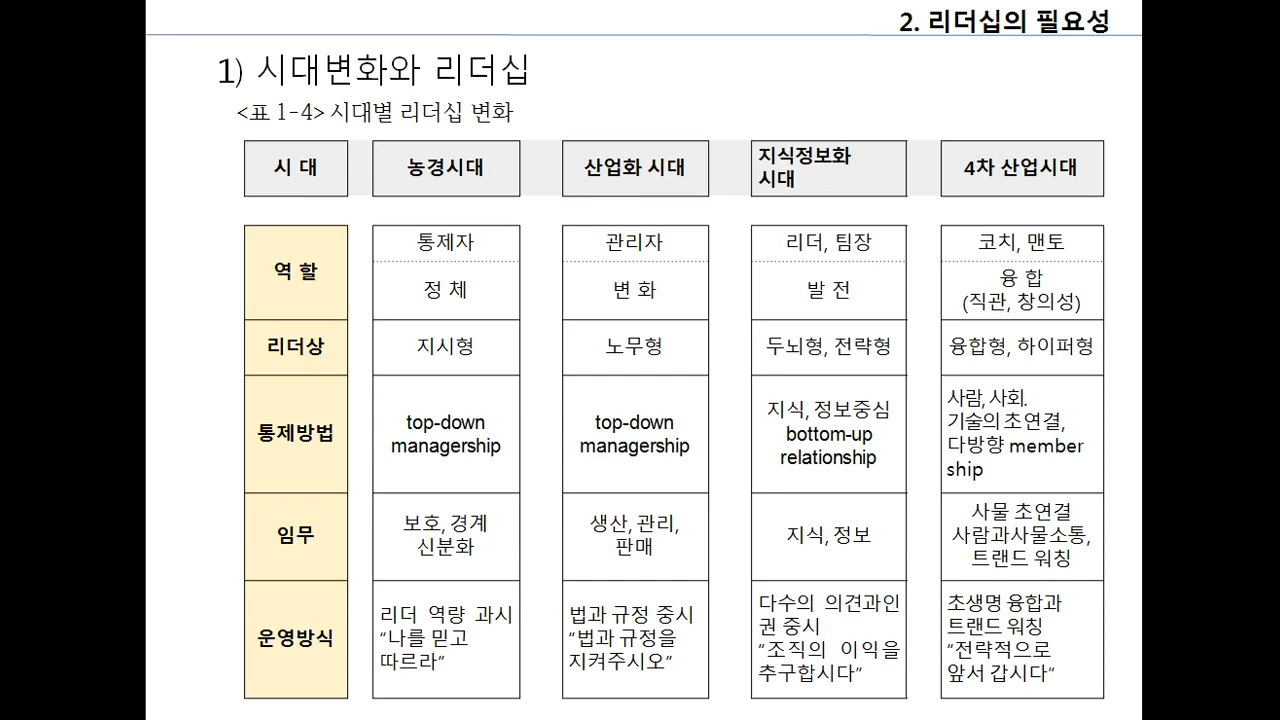 2. 리더십의 필요성
1) 시대변화와 리더십
<표 1-4> 시대별 리더십 변화
시 대
농경시대
산업화 시대
지식정보화
시대
4차 산업시대
역 할
통제자
관리자
리더, 팀장
코치, 맨토
정 체
변 화
발 전
융 합
(직관, 창의성)
리더상
지시형
노무형
두뇌형, 전략형
융합형, 하이퍼형
통제방법
top-down
managership
top-down
managership
지식, 정보중심
bottom-up
relationship
사람, 사회.
기술의 초연결,
다방향 member
ship
임무
보호, 경계
신분화
생산, 관리,
판매
지식, 정보
사물 초연결
사람과사물소통,
트랜드 워칭
운영방식
리더 역량 과시
"나를 믿고
따르라"
법과 규정 중시
"법과 규정을
지켜주시오"
다수의 의견과인
권 중시
"조직의 이익을
추구합시다"
초생명 융합과
트랜드 워칭
"전략적으로
앞서 갑시다"